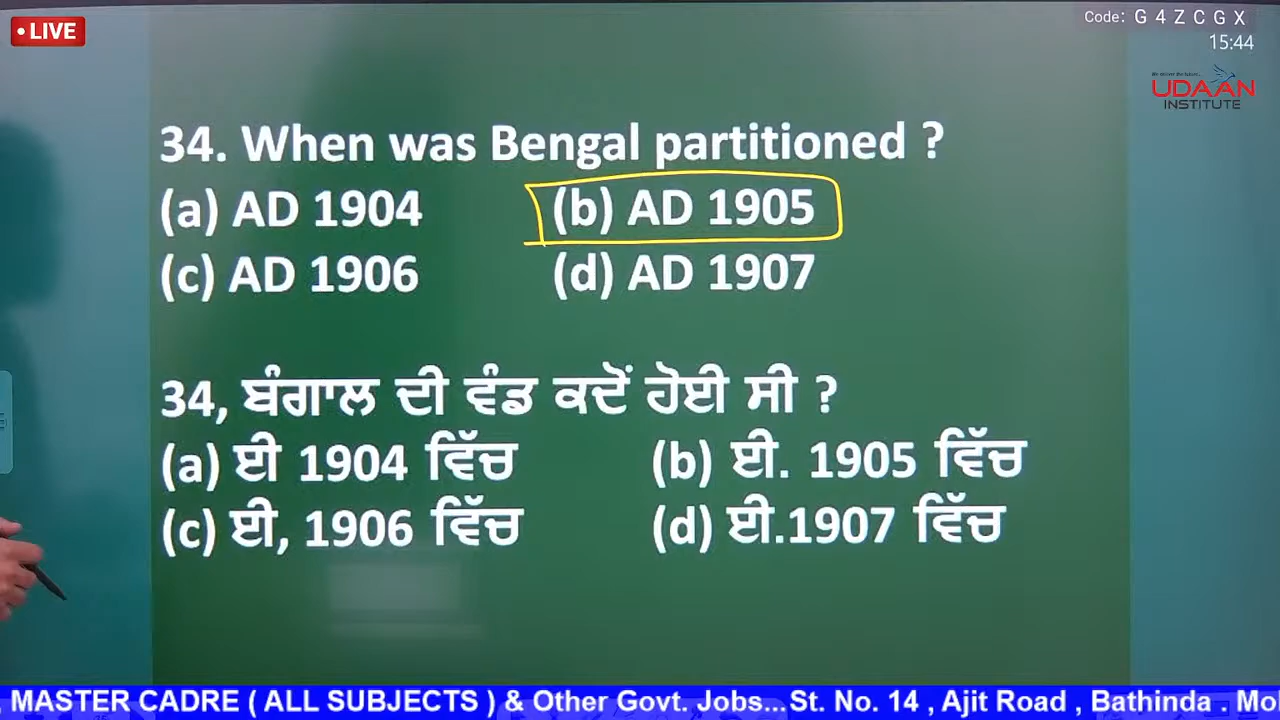 • LIVE
Code: G 4 Z C G X
15:44
UDAAN
INSTITUTE
34. When was Bengal partitioned ?
(a) AD 1904 (b) AD 1905
(c) AD 1906 (d) AD 1907
34, ਬੰਗਾਲ ਦੀ ਵੰਡ ਕਦੋਂ ਹੋਈ ਸੀ ?
(a) ਈ 1904 ਵਿੱਚ (b) ਈ. 1905 ਵਿੱਚ
(c) ਈ, 1906 ਵਿੱਚ (d) ਈ.1907 ਵਿੱਚ
MASTER CADRE ( ALL SUBJECTS ) & Other Govt. Jobs...St. No. 14 , Ajit Road , Bathinda . Mo